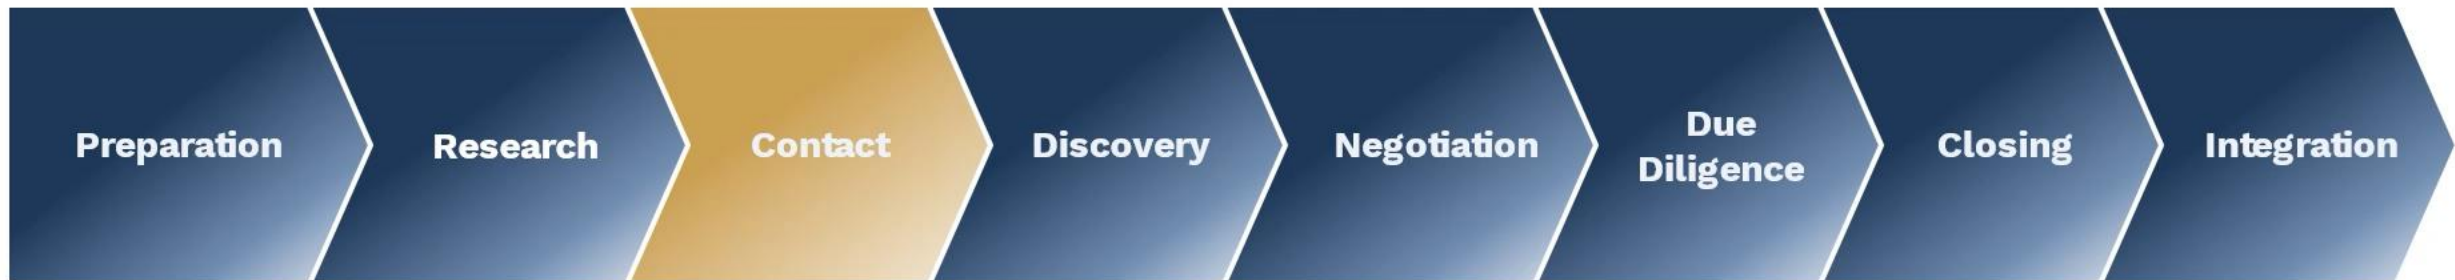 Preparation
Research
Contact
Discovery
Negotiation
Due
Diligence
Closing
Integration